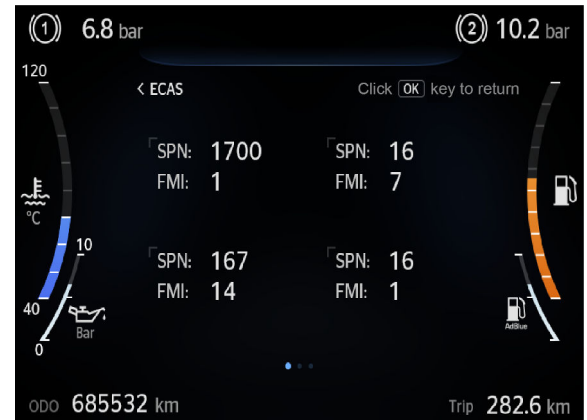 (1) 6.8 bar
(2) 10.2 bar
120
< ECAS
Click OK key to return
SPN: 1700
FMI: 1
SPN: 16
FMI: 7
°C
10
SPN: 167
FMI: 14
SPN: 16
FMI: 1
40
Bar
0
AdBlue
ODO 685532 km
Trip 282.6 km